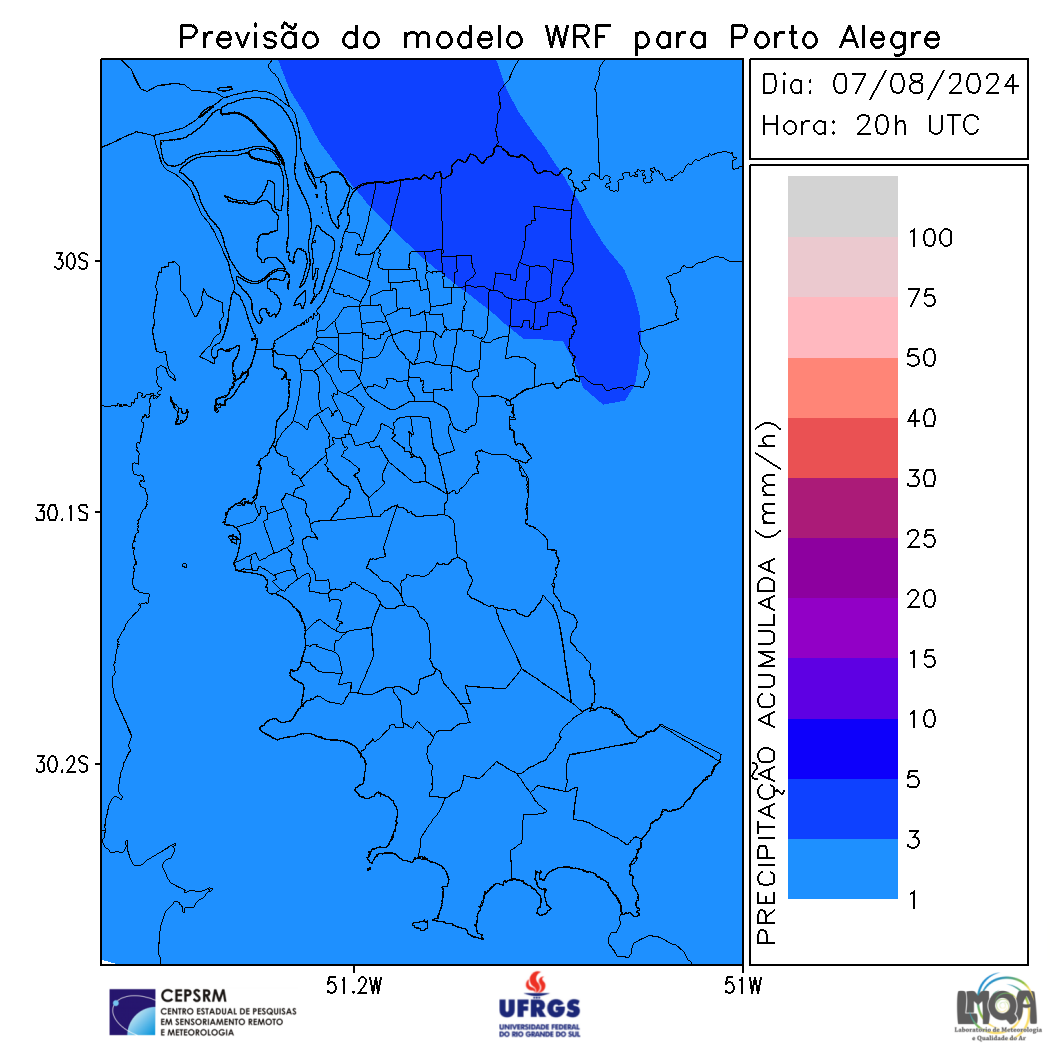 Previsão do modelo WRF para Porto Alegre
Dia: 07/08/2024
Hora: 20h UTC
PRECIPITAÇÃO ACUMULADA (mm/h)
100
75
50
40
30
25
20
15
10
5
3
1
30S
30.1S
30.2S
51.2W
51W
CEPSRM
CENTRO ESTADUAL DE PESQUISAS
EM SENSORIAMENTO REMOTO
E METEOROLOGIA
UFRGS
UNIVERSIDADE FEDERAL
DO RIO GRANDE DO SUL
LMQA
Laboratório de Meteorologia
e Qualidade do Ar